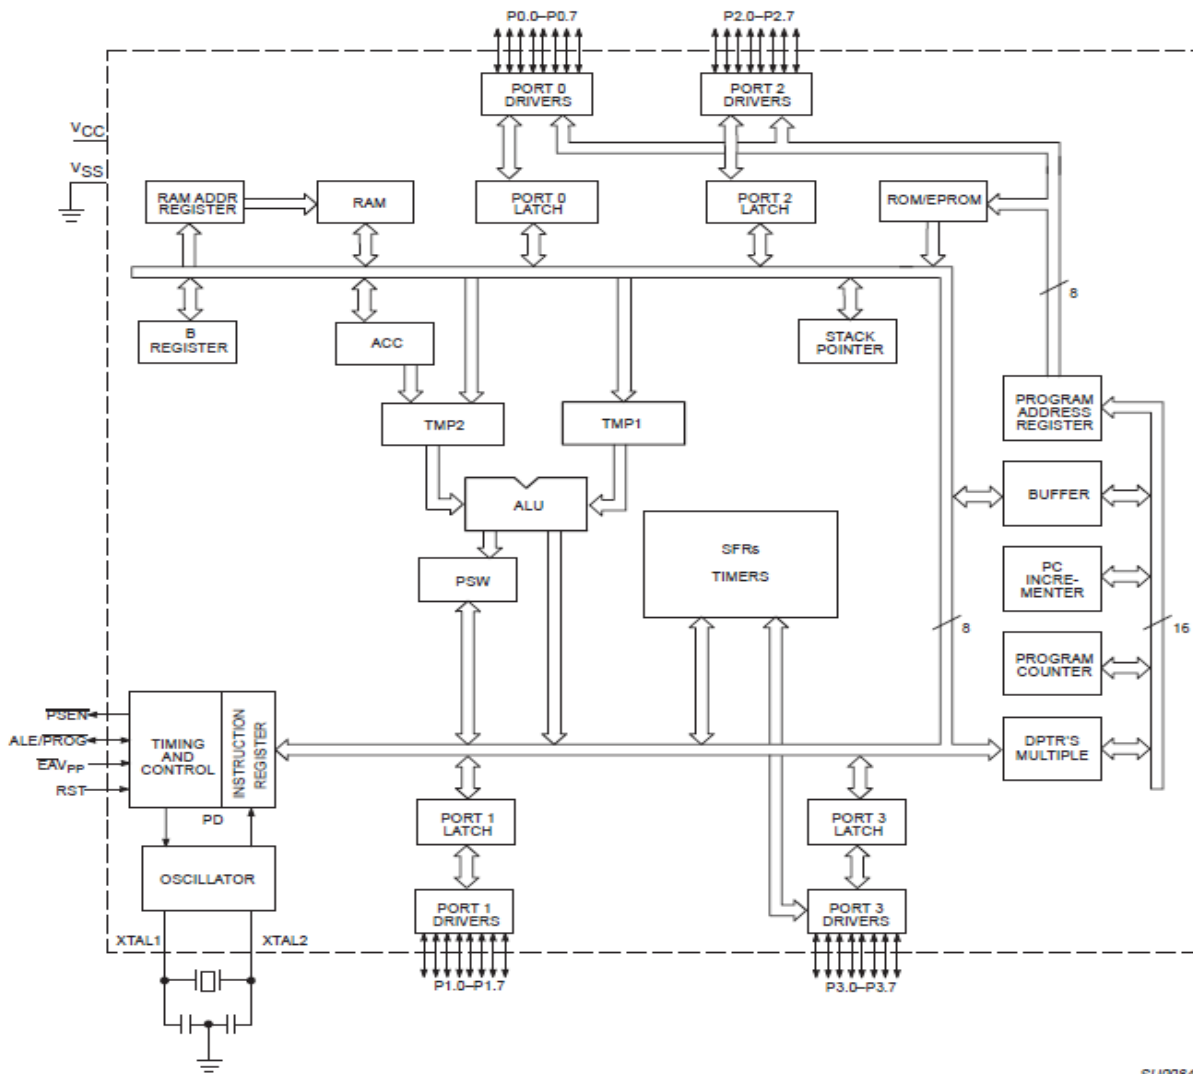 P0.0–P0.7
P2.0–P2.7
PORT 0
DRIVERS
PORT 2
DRIVERS
VCC
VSS
RAM ADDR
REGISTER
RAM
PORT 0
LATCH
PORT 2
LATCH
ROM/EPROM
8
B
REGISTER
ACC
STACK
POINTER
TMP2
TMP1
PROGRAM
ADDRESS
REGISTER
ALU
BUFFER
SFRs
TIMERS
PSW
PC
INCRE-
MENTER
8
16
PROGRAM
COUNTER
PSEN
ALE/PROG
EAVPP
RST
TIMING
AND
CONTROL
INSTRUCTION
REGISTER
DPTR'S
MULTIPLE
PD
PORT 1
LATCH
PORT 3
LATCH
OSCILLATOR
PORT 1
DRIVERS
PORT 3
DRIVERS
XTAL1
XTAL2
P1.0–P1.7
P3.0–P3.7